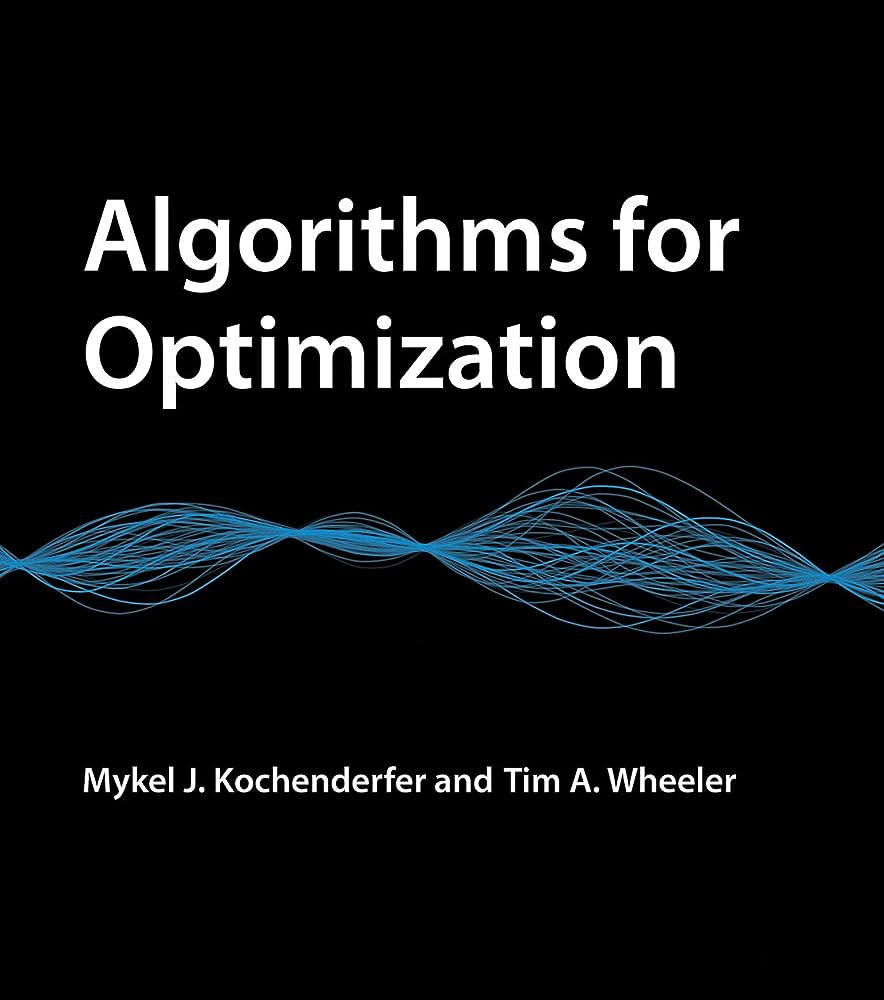 Algorithms for
Optimization
Mykel J. Kochenderfer and Tim A. Wheeler